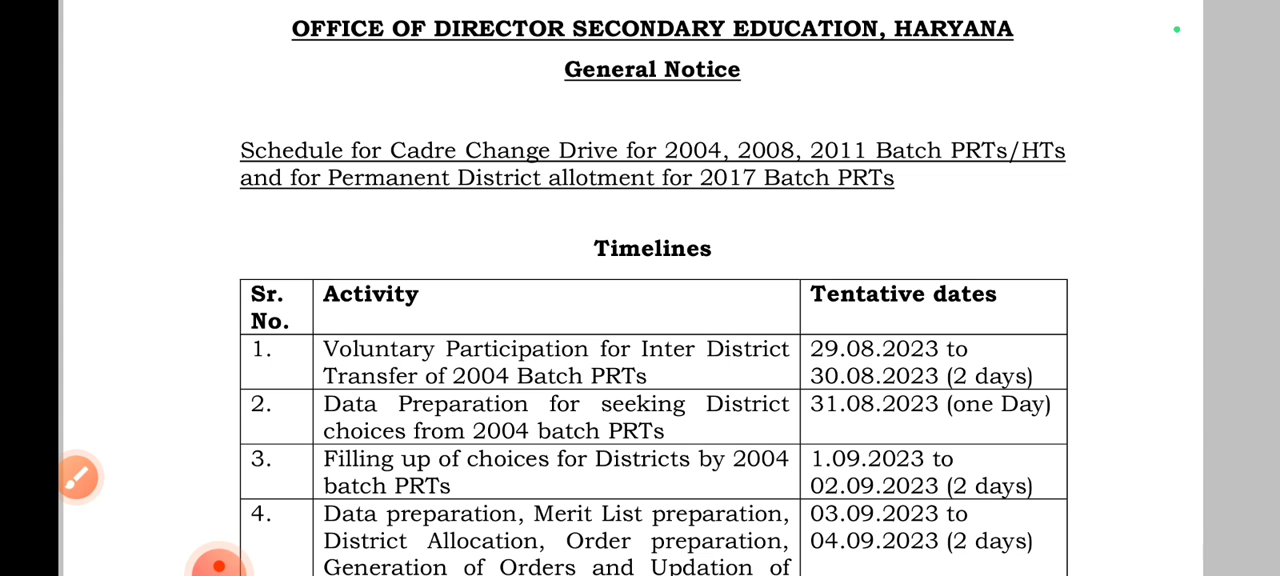 OFFICE OF DIRECTOR SECONDARY EDUCATION, HARYANA
General Notice
Schedule for Cadre Change Drive for 2004, 2008, 2011 Batch PRTs/HTs
and for Permanent District allotment for 2017 Batch PRTs
Timelines
Sr. No. Activity Tentative dates
1. Voluntary Participation for Inter District 29.08.2023 to
Transfer of 2004 Batch PRTs 30.08.2023 (2 days)
2. Data Preparation for seeking District 31.08.2023 (one Day)
choices from 2004 batch PRTs
3. Filling up of choices for Districts by 2004 1.09.2023 to
batch PRTs 02.09.2023 (2 days)
4. Data preparation, Merit List preparation, 03.09.2023 to
District Allocation, Order preparation, 04.09.2023 (2 days)
Generation of Orders and Updation of